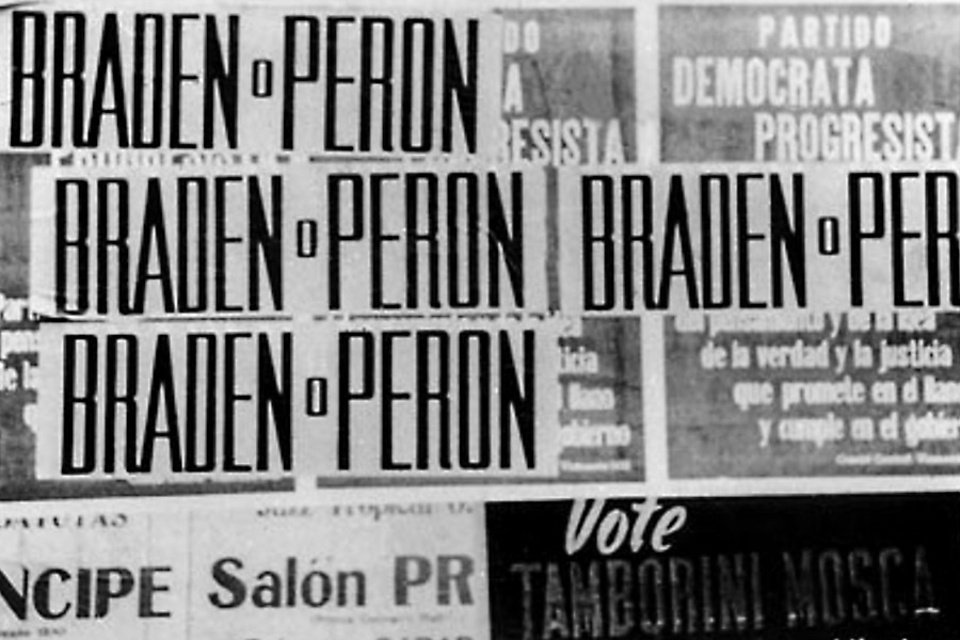 BRADEN o PERON
PARTIDO
DEMOCRATA
PROGRESISTA
DO
A
RESISTA
BRADEN o PERON
BRADEN o PER
BRADEN o PERON
de la verdad y la justicia
que promete en el llano
y cumple en el gobier
ticia
llano
obierno
NCIPE
Salón PR
Vote
TAMBORINI MOSCA